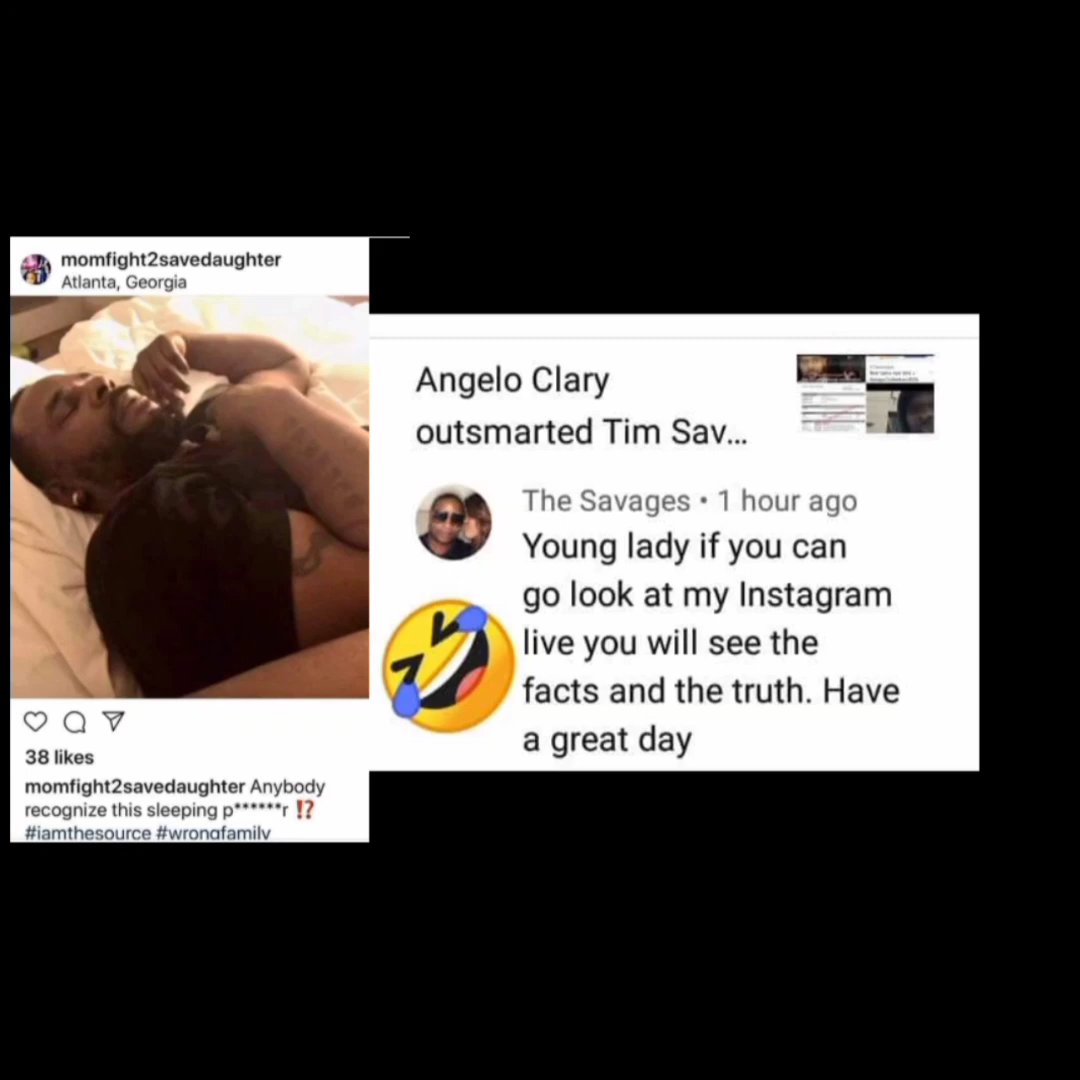 momfight2savedaughter
Atlanta, Georgia
38 likes
momfight2savedaughter Anybody
recognize this sleeping p******r ⁉️
#iamthesource #wrongfamily
Angelo Clary
outsmarted Tim Sav...
The Savages • 1 hour ago
Young lady if you can
go look at my Instagram
live you will see the
facts and the truth. Have
a great day